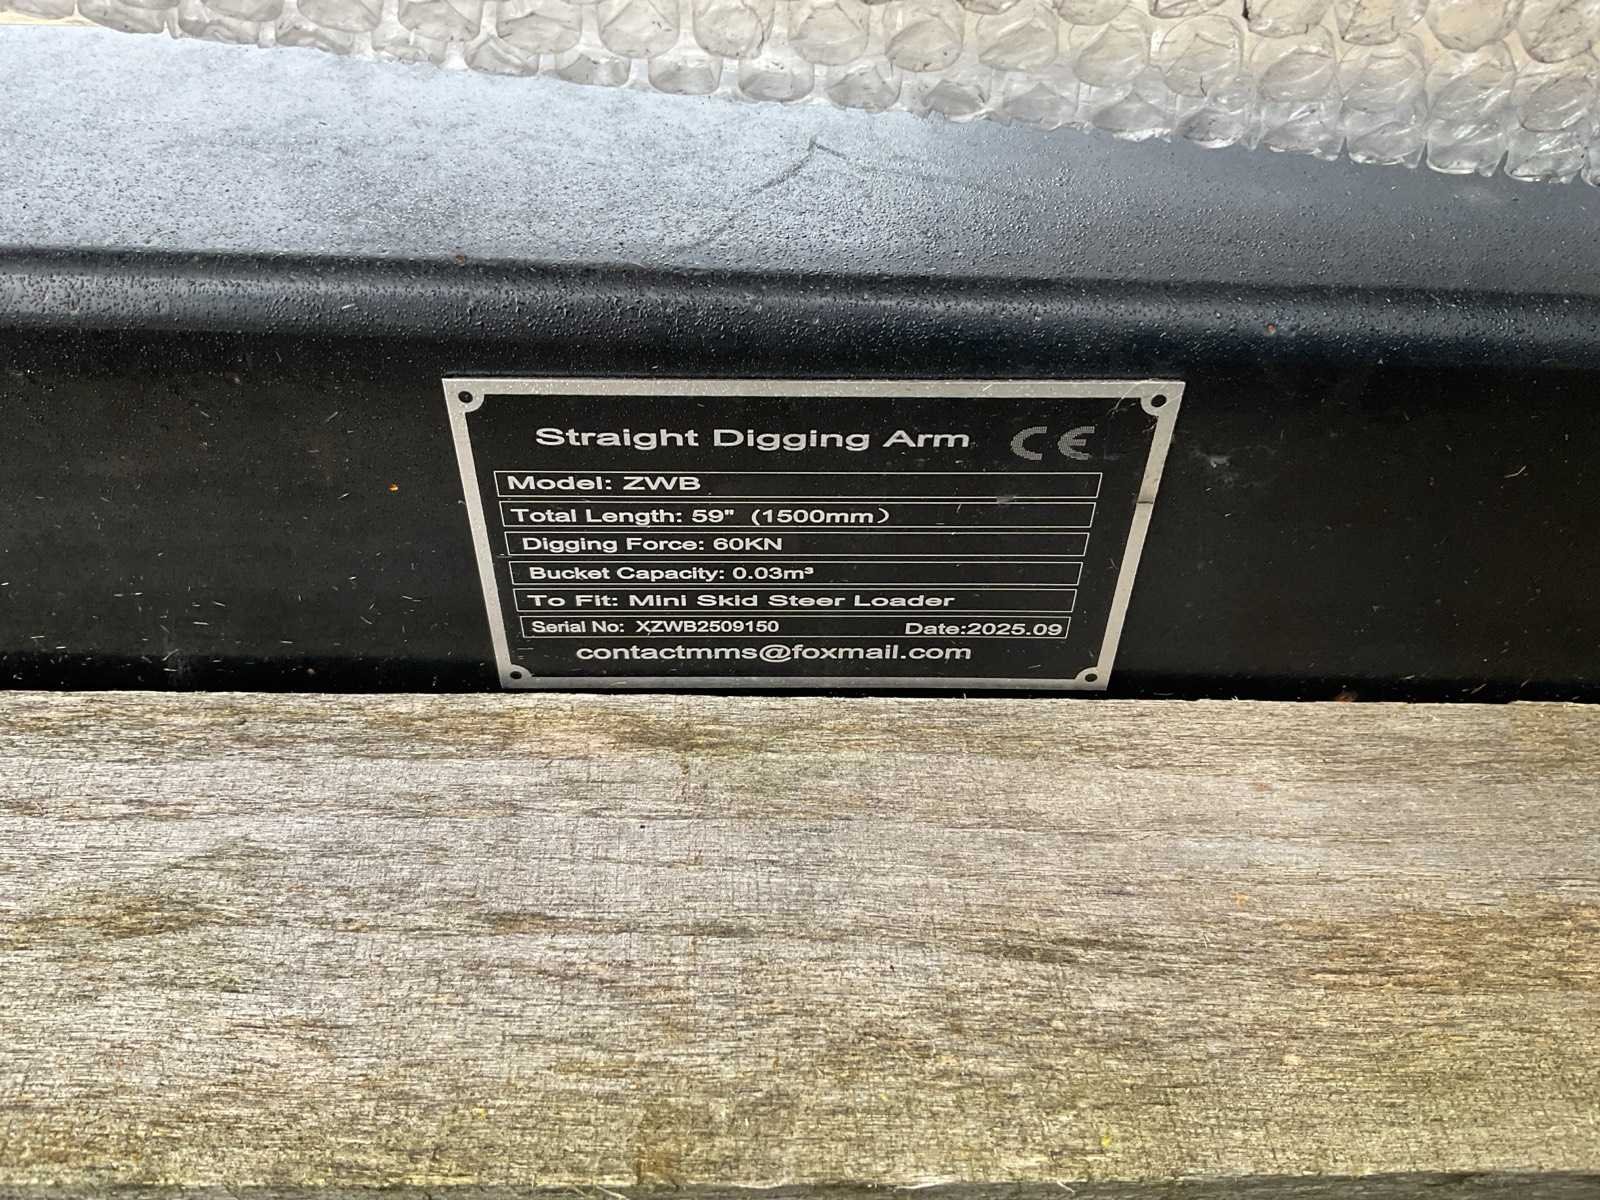 Straight Digging Arm CE
Model: ZWB
Total Length: 59" (1500mm)
Digging Force: 60KN
Bucket Capacity: 0.03m³
To Fit: Mini Skid Steer Loader
Serial No: XZWB2509150 Date:2025.09
contactmms@foxmail.com